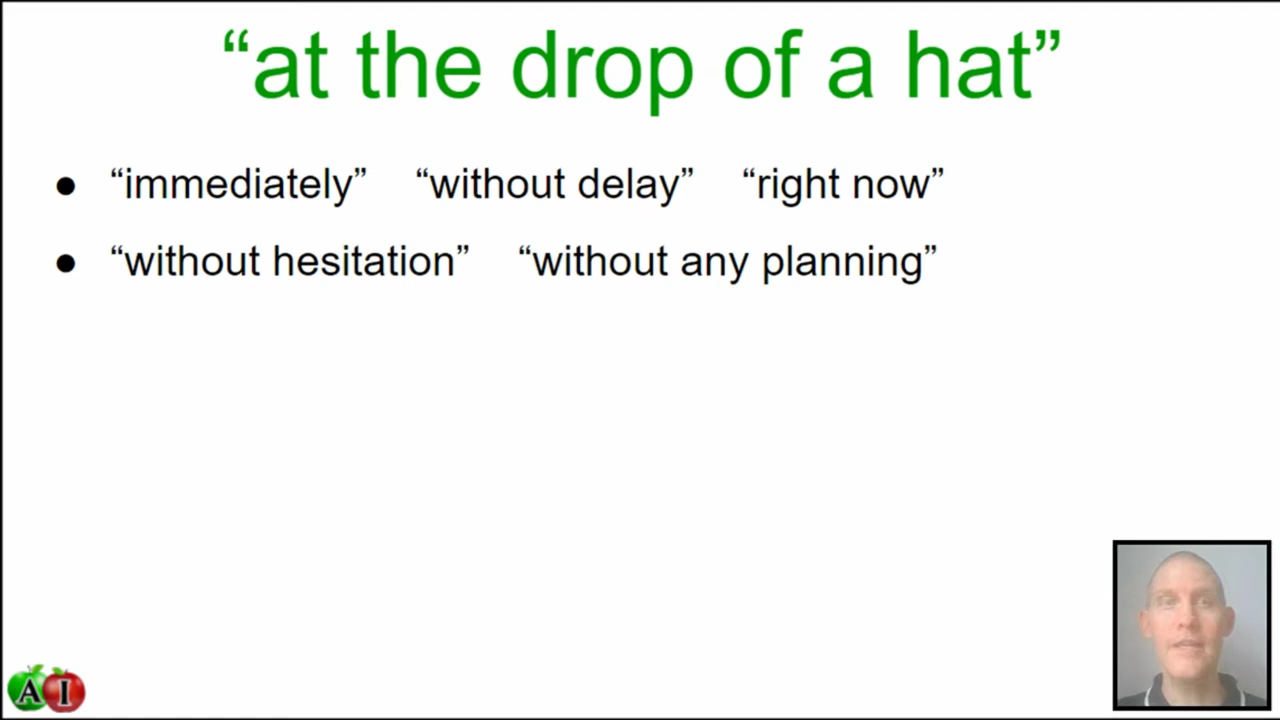 “at the drop of a hat”
● “immediately” “without delay” “right now”
● “without hesitation” “without any planning”
A I